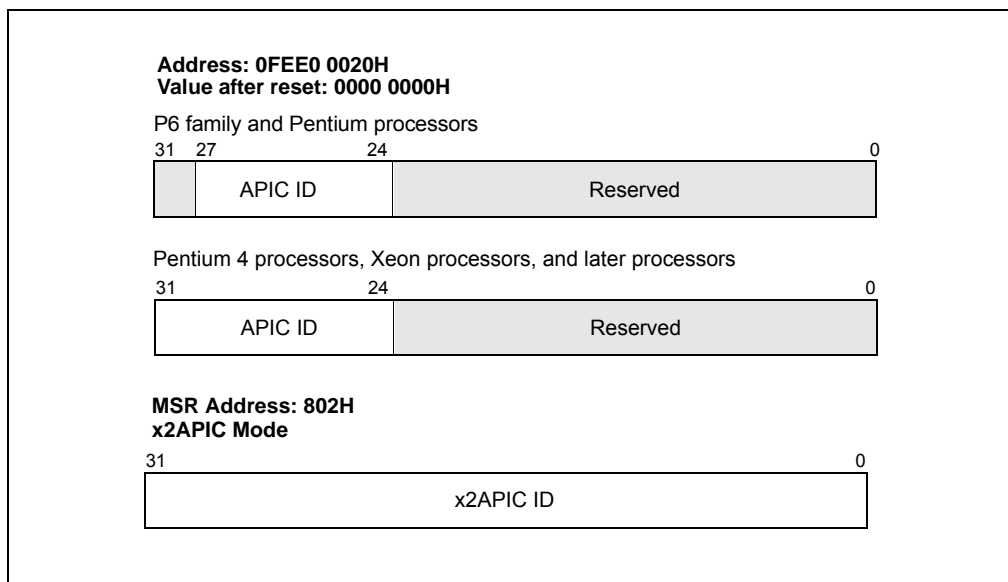 Address: 0FEE0 0020H
Value after reset: 0000 0000H
P6 family and Pentium processors
31 27 24 0
APIC ID Reserved
Pentium 4 processors, Xeon processors, and later processors
31 24 0
APIC ID Reserved
MSR Address: 802H
x2APIC Mode
31 0
x2APIC ID